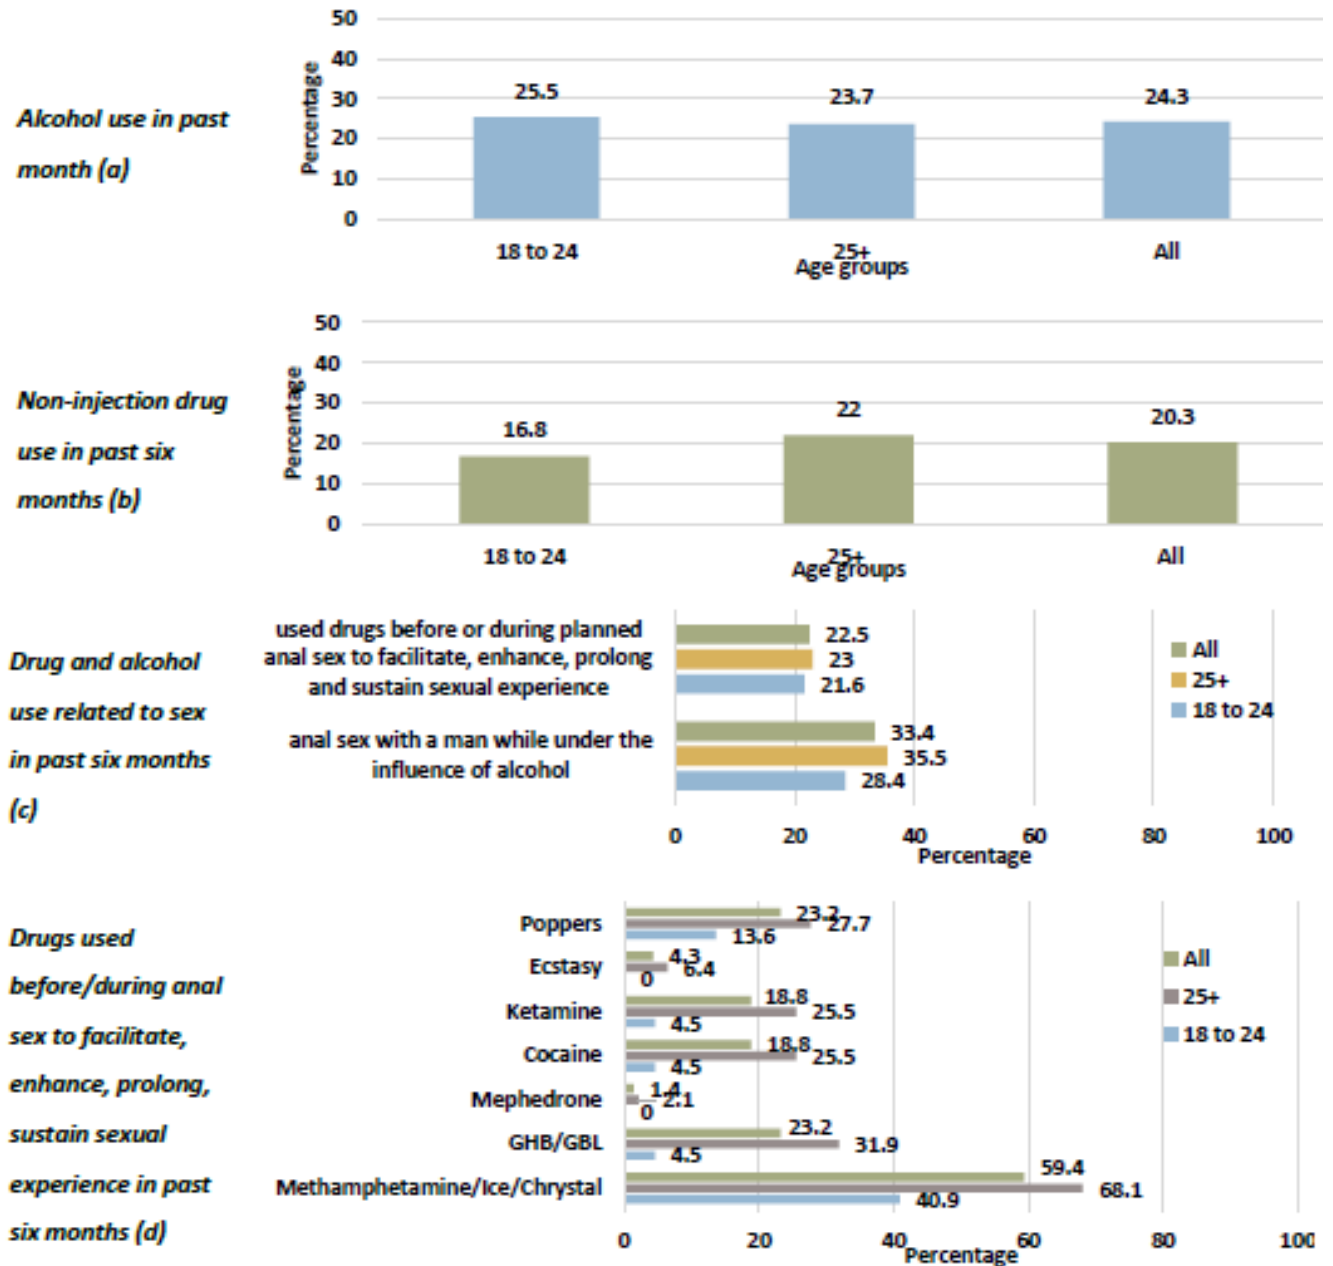 Alcohol use in past
month (a)
Percentage
50
40
30
20
10
0
25.5
23.7
24.3
18 to 24
25+
All
Age groups
Non-injection drug
use in past six
months (b)
Percentage
50
40
30
20
10
0
16.8
22
20.3
18 to 24
25+
All
Age groups
Drug and alcohol
use related to sex
in past six months
(c)
used drugs before or during planned
anal sex to facilitate, enhance, prolong
and sustain sexual experience
22.5
23
21.6
anal sex with a man while under the
influence of alcohol
33.4
35.5
28.4
All
25+
18 to 24
0 20 40 60 80 100
Percentage
Drugs used
before/during anal
sex to facilitate,
enhance, prolong,
sustain sexual
experience in past
six months (d)
Poppers
23.2
27.7
13.6
Ecstasy
4.3
6.4
0
Ketamine
18.8
25.5
4.5
Cocaine
18.8
25.5
4.5
Mephedrone
1.4
2.1
0
GHB/GBL
23.2
31.9
4.5
Methamphetamine/Ice/Chrystal
59.4
68.1
40.9
All
25+
18 to 24
0 20 40 60 80 100
Percentage